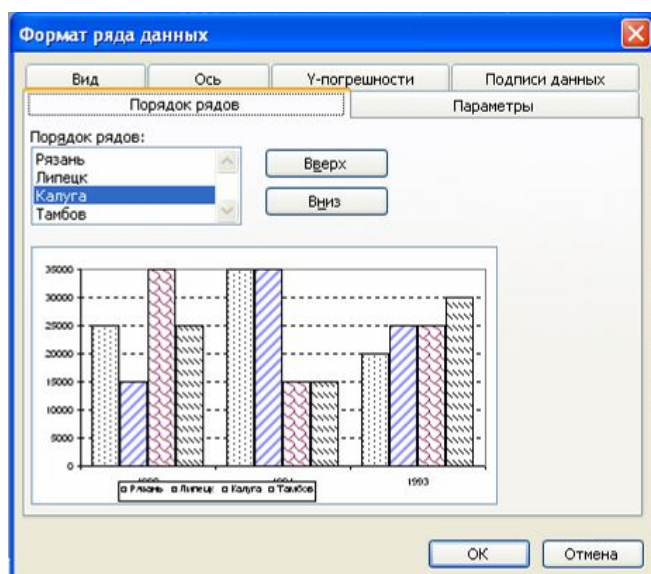 Формат ряда данных
Вид Ось Y-погрешности Подписи данных
Порядок рядов Параметры
Порядок рядов:
Рязань
Липецк
Калуга
Тамбов
Вверх
Вниз
35000
30000
25000
20000
15000
10000
5000
0
1993
Рязань Липецк Калуга Тамбов
ОК Отмена